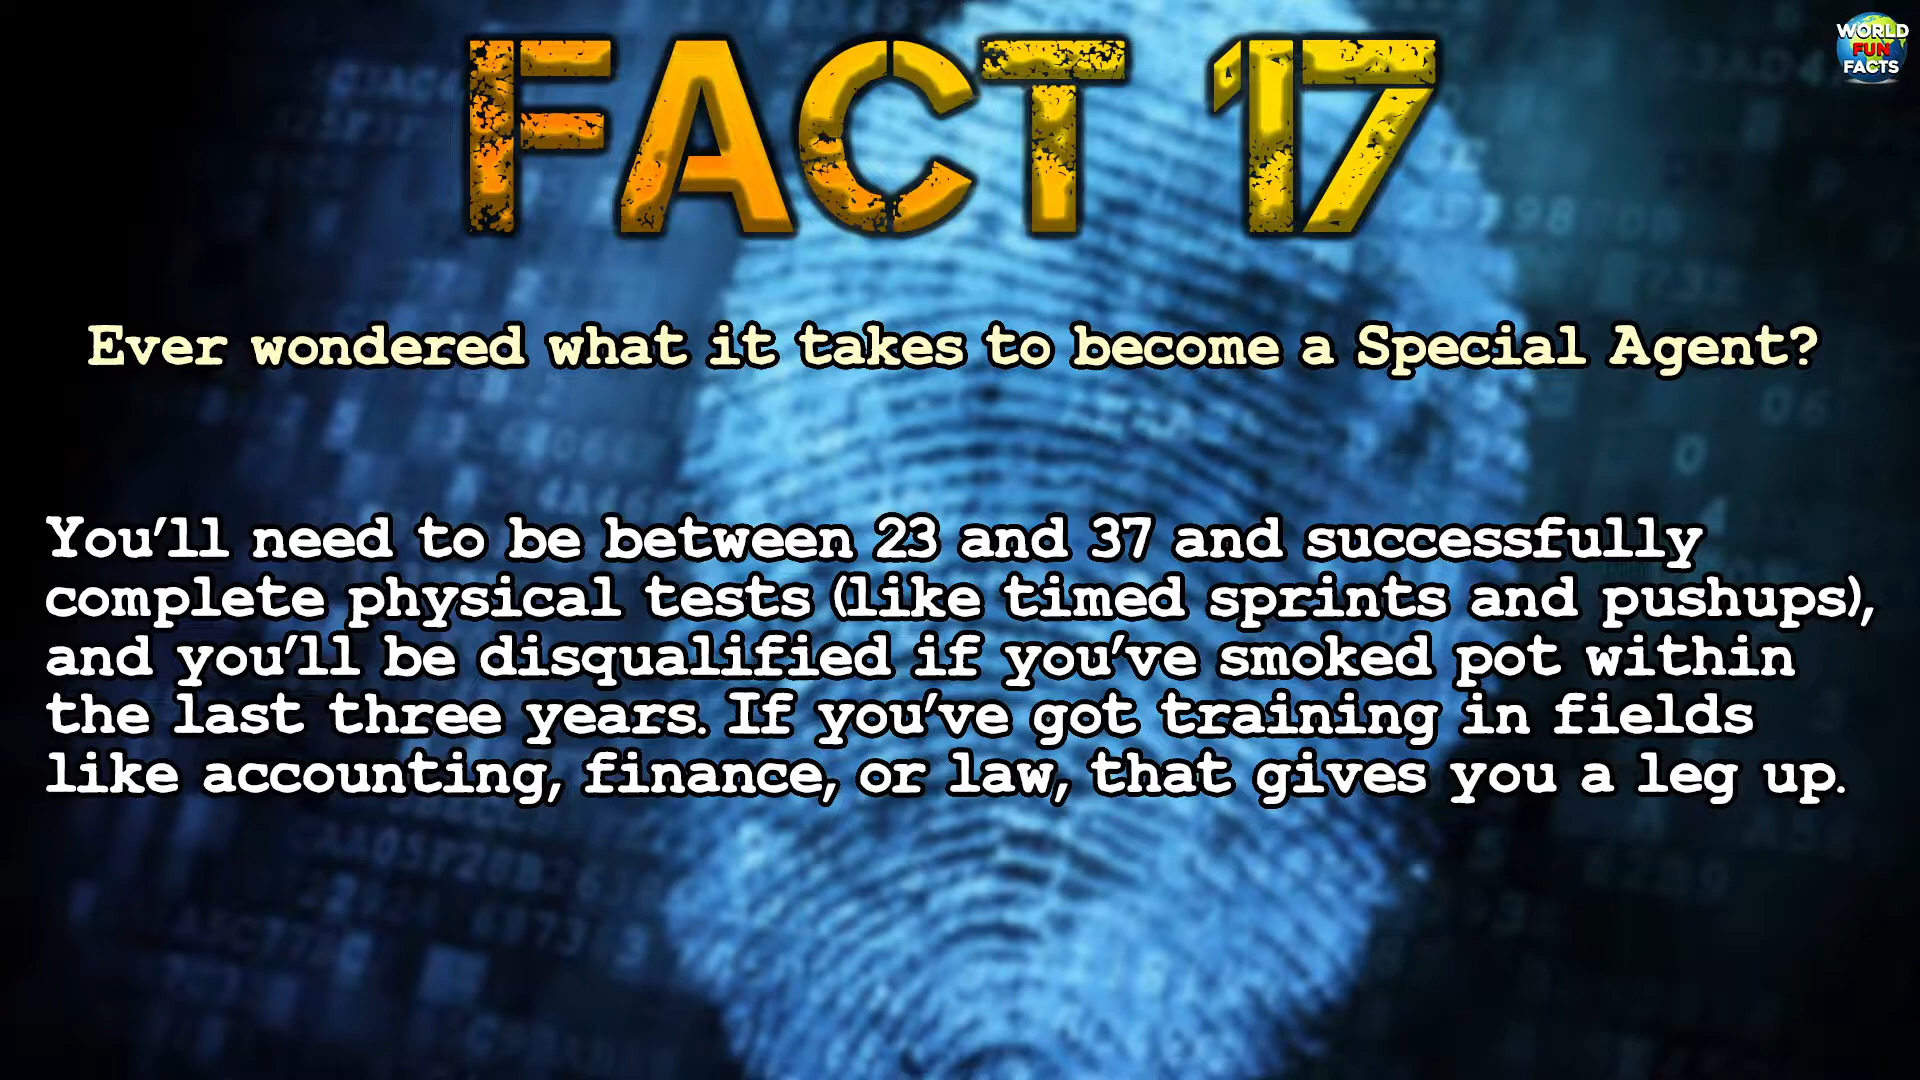 FACT 17
WORLD
FUN
FACTS
Ever wondered what it takes to become a Special Agent?
You'll need to be between 23 and 37 and successfully
complete physical tests (like timed sprints and pushups),
and you'll be disqualified if you've smoked pot within
the last three years. If you've got training in fields
like accounting, finance, or law, that gives you a leg up.